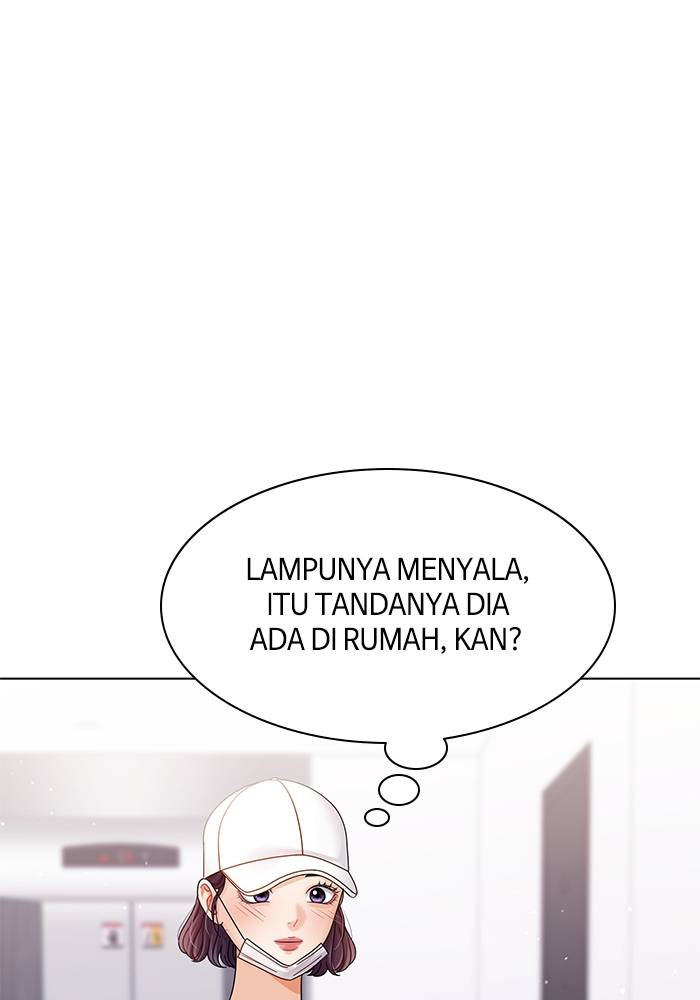 LAMPUNYA MENYALA,
ITU TANDANYA DIA
ADA DI RUMAH, KAN?